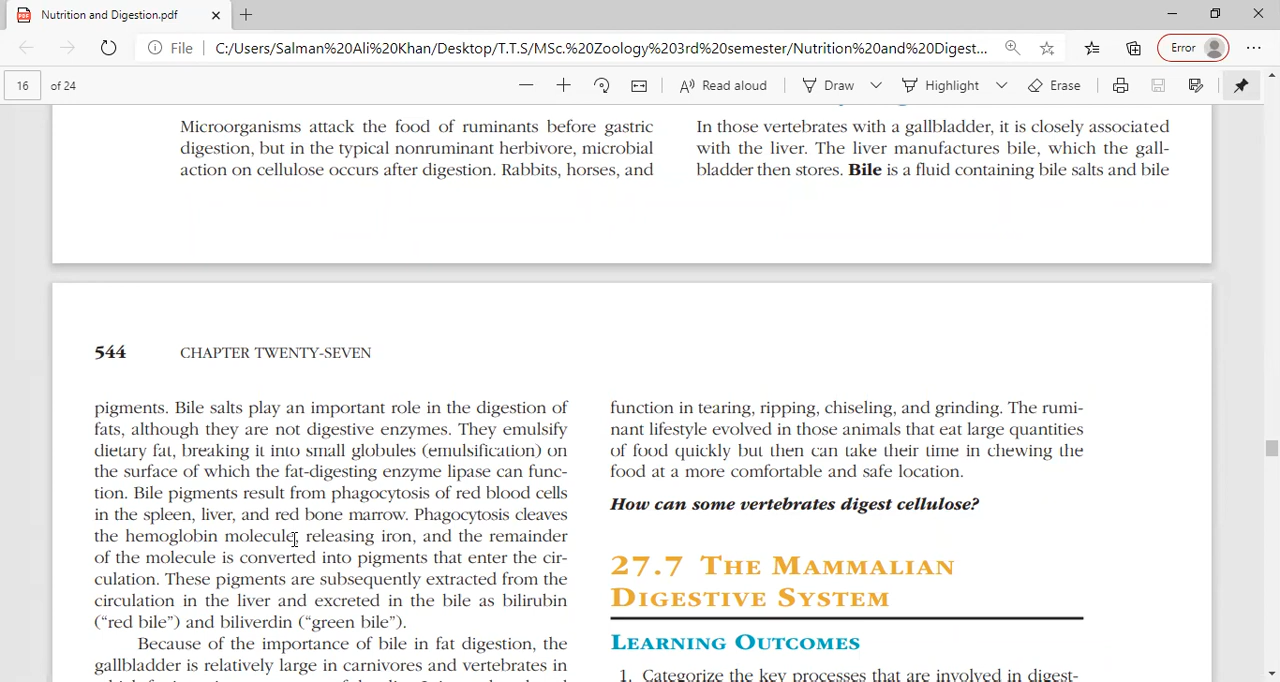 Nutrition and Digestion.pdf
File
C:/Users/Salman%20Ali%20Khan/Desktop/T.T.S/MSc.%20Zoology%203rd%20semester/Nutrition%20and%20Digest...
Error
16 of 24
Read aloud
Draw
Highlight
Erase
Microorganisms attack the food of ruminants before gastric
digestion, but in the typical nonruminant herbivore, microbial
action on cellulose occurs after digestion. Rabbits, horses, and
In those vertebrates with a gallbladder, it is closely associated
with the liver. The liver manufactures bile, which the gall-
bladder then stores. Bile is a fluid containing bile salts and bile
544 CHAPTER TWENTY-SEVEN
pigments. Bile salts play an important role in the digestion of
fats, although they are not digestive enzymes. They emulsify
dietary fat, breaking it into small globules (emulsification) on
the surface of which the fat-digesting enzyme lipase can func-
tion. Bile pigments result from phagocytosis of red blood cells
in the spleen, liver, and red bone marrow. Phagocytosis cleaves
the hemoglobin molecule, releasing iron, and the remainder
of the molecule is converted into pigments that enter the cir-
culation. These pigments are subsequently extracted from the
circulation in the liver and excreted in the bile as bilirubin
(“red bile”) and biliverdin (“green bile”).
Because of the importance of bile in fat digestion, the
gallbladder is relatively large in carnivores and vertebrates in
function in tearing, ripping, chiseling, and grinding. The rumi-
nant lifestyle evolved in those animals that eat large quantities
of food quickly but then can take their time in chewing the
food at a more comfortable and safe location.
How can some vertebrates digest cellulose?
27.7 THE MAMMALIAN
DIGESTIVE SYSTEM
LEARNING OUTCOMES
1. Categorize the key processes that are involved in digest-